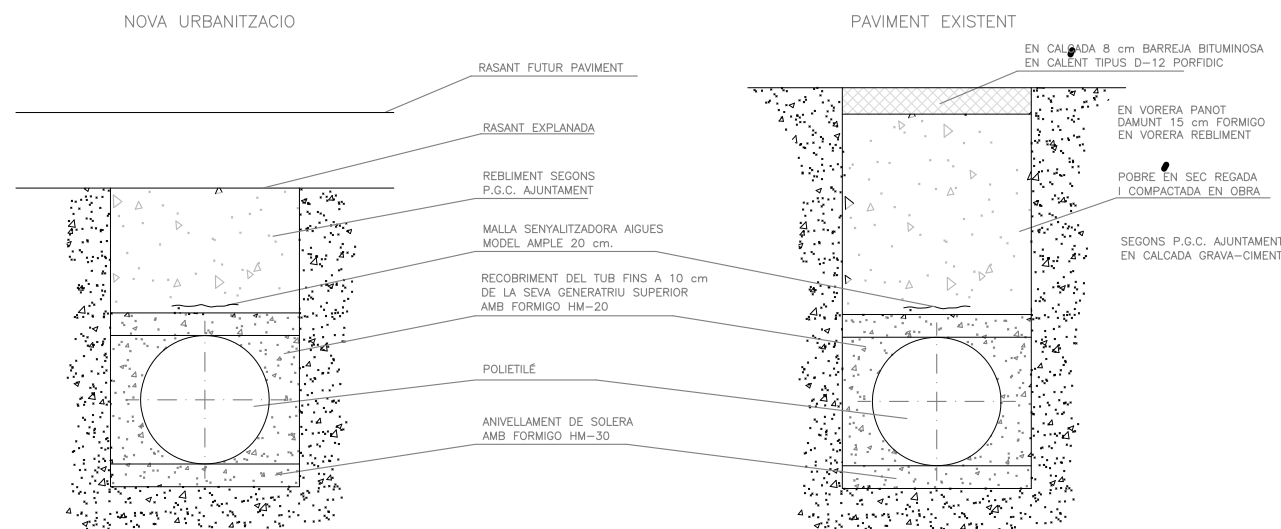 NOVA URBANITZACIO
PAVIMENT EXISTENT
RASANT FUTUR PAVIMENT
RASANT EXPLANADA
REBLIMENT SEGONS
P.G.C. AJUNTAMENT
MALLA SENYALITZADORA AIGUES
MODEL AMPLE 20 cm.
RECOBRIMENT DEL TUB FINS A 10 cm
DE LA SEVA GENERATRIU SUPERIOR
AMB FORMIGO HM-20
POLIETILÉ
ANIVELLAMENT DE SOLERA
AMB FORMIGO HM-30
EN CALÇADA 8 cm BARREJA BITUMINOSA
EN CALENT TIPUS D-12 PORFIDIC
EN VORERA PANOT
DAMUNT 15 cm FORMIGO
EN VORERA REBLIMENT
POBRE EN SEC REGADA
I COMPACTADA EN OBRA
SEGONS P.G.C. AJUNTAMENT
EN CALCADA GRAVA-CIMENT